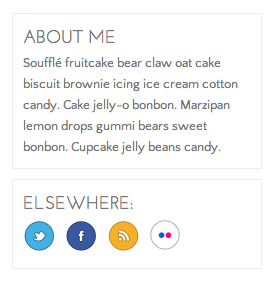 ABOUT ME
Soufflé fruitcake bear claw oat cake
biscuit brownie icing ice cream cotton
candy. Cake jelly-o bonbon. Marzipan
lemon drops gummi bears sweet
bonbon. Cupcake jelly beans candy.
ELSEWHERE:
f